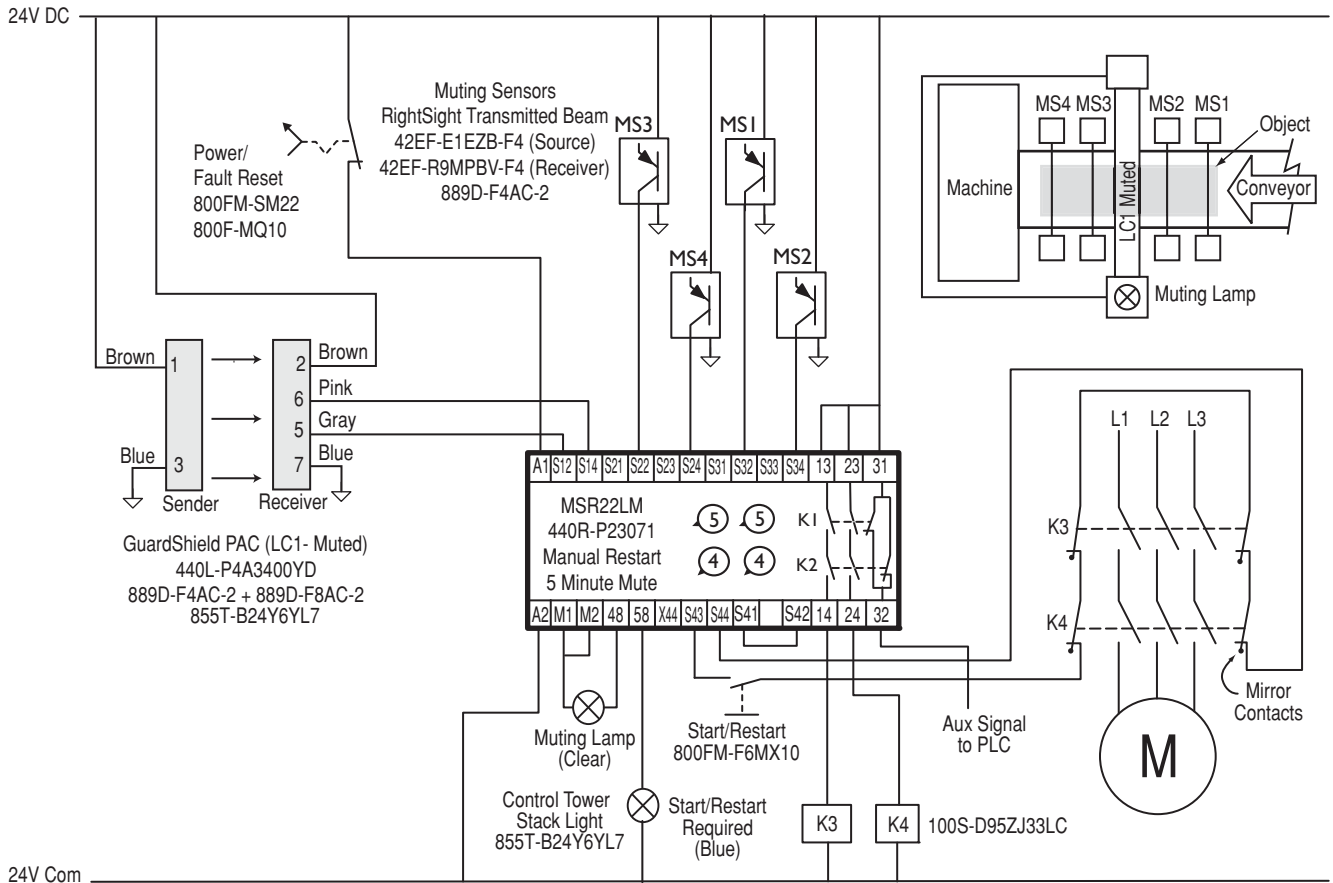 24V DC
Power/
Fault Reset
800FM-SM22
800F-MQ10
Muting Sensors
RightSight Transmitted Beam
42EF-E1EZB-F4 (Source)
42EF-R9MPBV-F4 (Receiver)
889D-F4AC-2
MS3
MS1
MS4
MS2
MS4 MS3 MS2 MS1
Object
Machine
LC1 Muted
Conveyor
Muting Lamp
Brown
1
2
Brown
6
Pink
5
Gray
Blue
3
7
Blue
Sender
Receiver
GuardShield PAC (LC1- Muted)
440L-P4A3400YD
889D-F4AC-2 + 889D-F8AC-2
855T-B24Y6YL7
A1 S12 S14 S21 S22 S23 S24 S31 S32 S33 S34 13 23 31
MSR22LM
440R-P23071
Manual Restart
5 Minute Mute
5 5
4 4
K1
K2
A2 M1 M2 48 58 X44 S43 S44 S41 S42 14 24 32
L1 L2 L3
K3
K4
Mirror
Contacts
M
Muting Lamp
(Clear)
Start/Restart
800FM-F6MX10
Aux Signal
to PLC
Control Tower
Stack Light
855T-B24Y6YL7
Start/Restart
Required
(Blue)
K3
K4
100S-D95ZJ33LC
24V Com